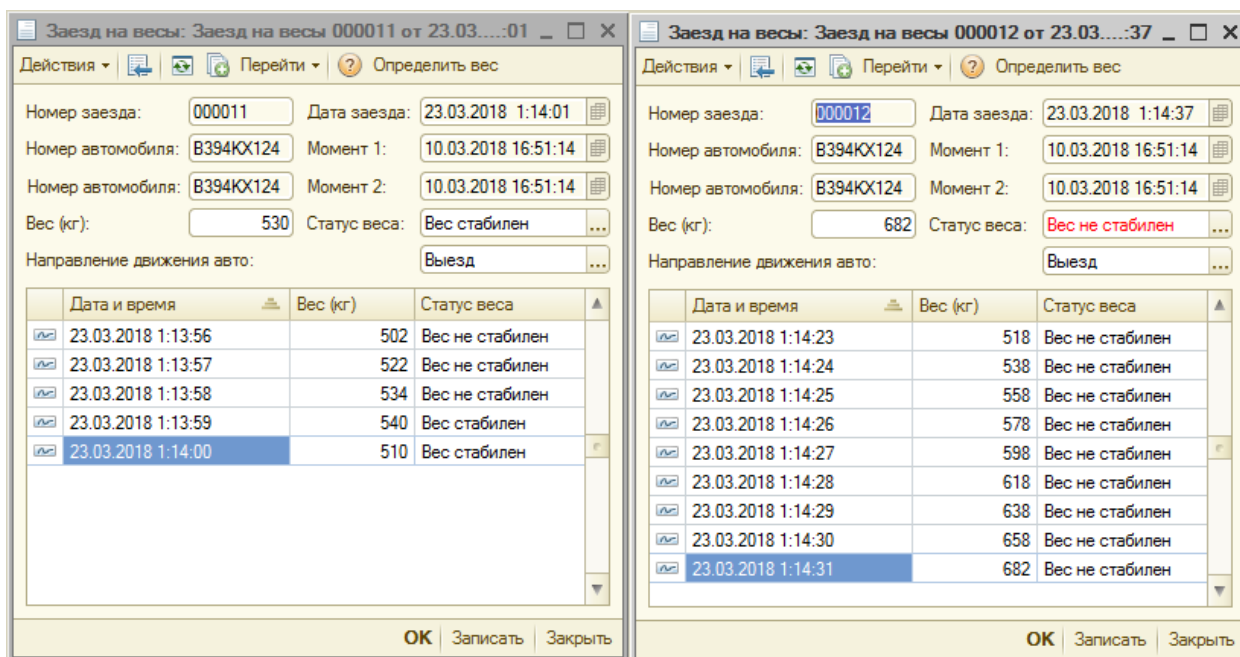 Заезд на весы: Заезд на весы 000011 от 23.03....:01
Действия Перейти Определить вес
Номер заезда: 000011 Дата заезда: 23.03.2018 1:14:01
Номер автомобиля: В394КХ124 Момент 1: 10.03.2018 16:51:14
Номер автомобиля: В394КХ124 Момент 2: 10.03.2018 16:51:14
Вес (кг): 530 Статус веса: Вес стабилен ...
Направление движения авто: Выезд ...
Дата и время Вес (кг) Статус веса
23.03.2018 1:13:56 502 Вес не стабилен
23.03.2018 1:13:57 522 Вес не стабилен
23.03.2018 1:13:58 534 Вес не стабилен
23.03.2018 1:13:59 540 Вес стабилен
23.03.2018 1:14:00 510 Вес стабилен
OK Записать Закрыть
Заезд на весы: Заезд на весы 000012 от 23.03....:37
Действия Перейти Определить вес
Номер заезда: 000012 Дата заезда: 23.03.2018 1:14:37
Номер автомобиля: В394КХ124 Момент 1: 10.03.2018 16:51:14
Номер автомобиля: В394КХ124 Момент 2: 10.03.2018 16:51:14
Вес (кг): 682 Статус веса: Вес не стабилен ...
Направление движения авто: Выезд ...
Дата и время Вес (кг) Статус веса
23.03.2018 1:14:23 518 Вес не стабилен
23.03.2018 1:14:24 538 Вес не стабилен
23.03.2018 1:14:25 558 Вес не стабилен
23.03.2018 1:14:26 578 Вес не стабилен
23.03.2018 1:14:27 598 Вес не стабилен
23.03.2018 1:14:28 618 Вес не стабилен
23.03.2018 1:14:29 638 Вес не стабилен
23.03.2018 1:14:30 658 Вес не стабилен
23.03.2018 1:14:31 682 Вес не стабилен
OK Записать Закрыть